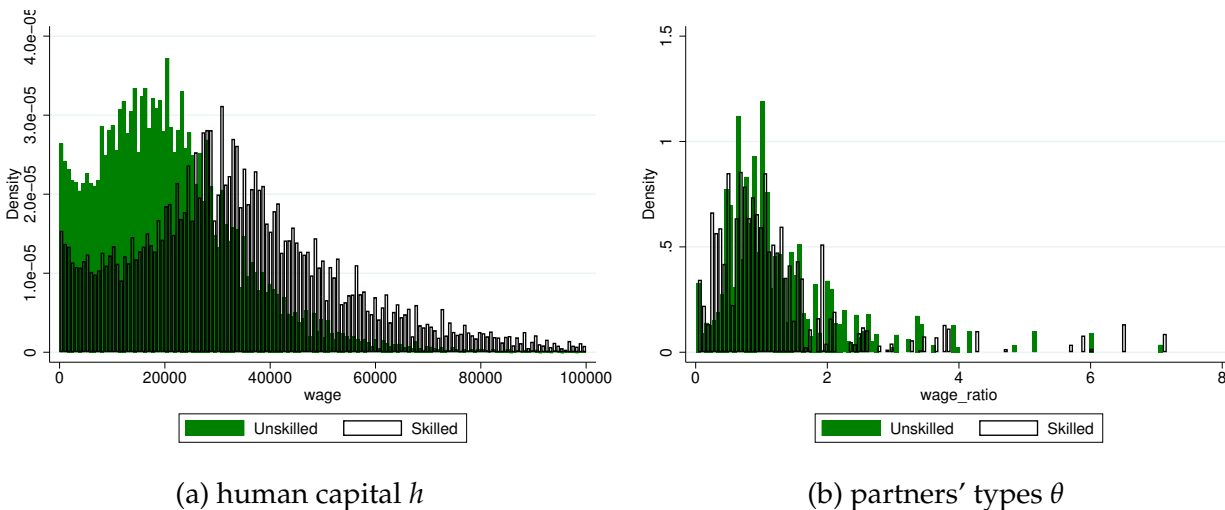 Density
4.0e-05
3.0e-05
2.0e-05
1.0e-05
0
0 20000 40000 60000 80000 100000
wage
Unskilled Skilled
(a) human capital h
Density
1.5
1
.5
0
0 2 4 6 8
wage_ratio
Unskilled Skilled
(b) partners’ types θ